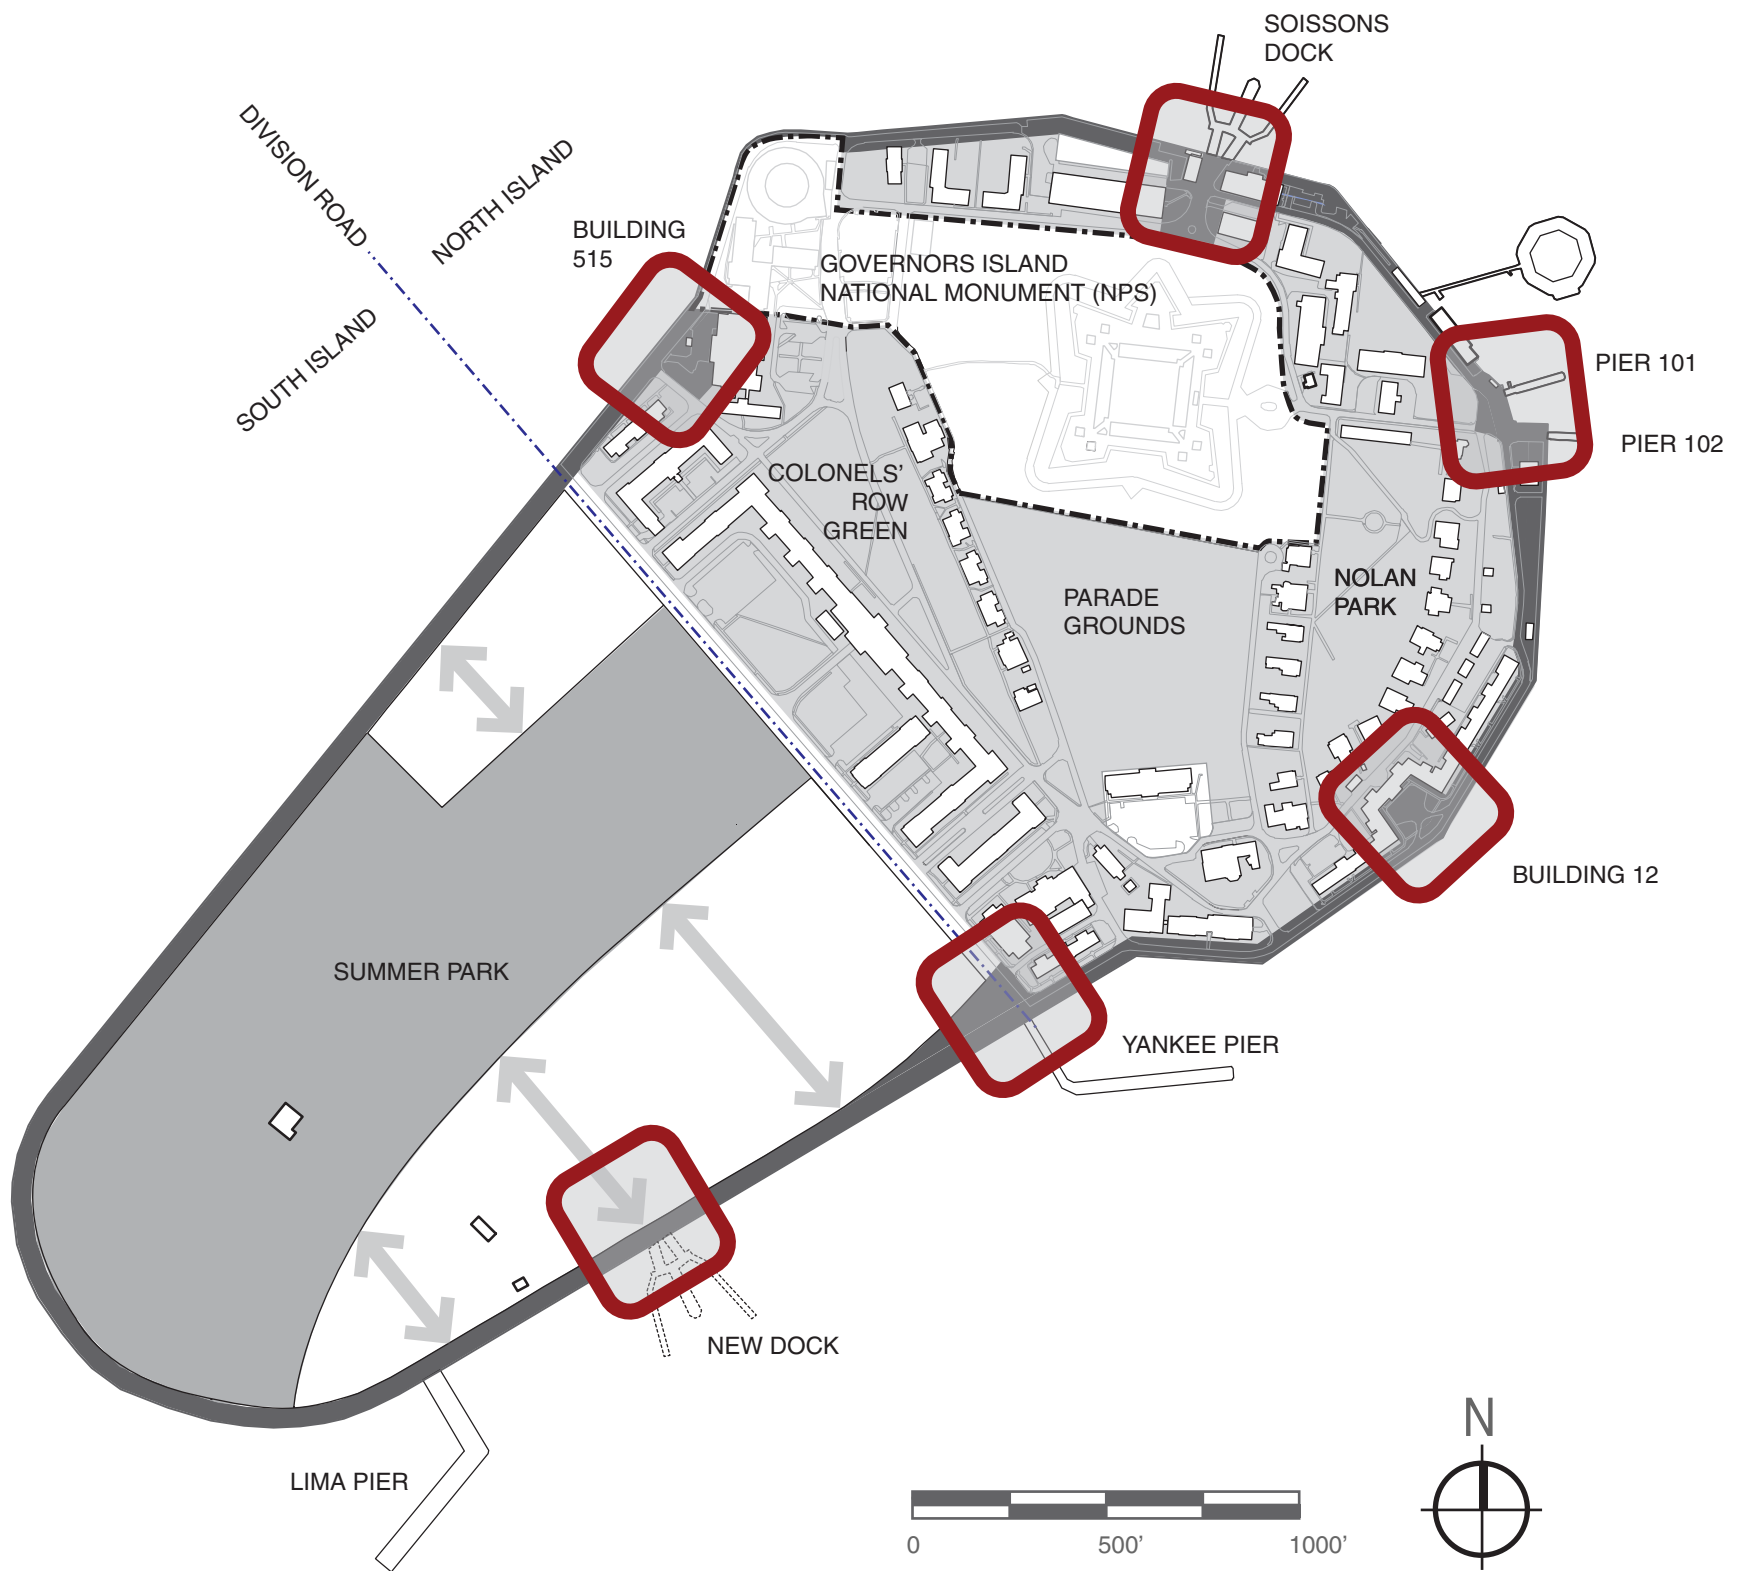 SOISSONS
DOCK
DIVISION ROAD
NORTH ISLAND
SOUTH ISLAND
BUILDING
515
GOVERNORS ISLAND
NATIONAL MONUMENT (NPS)
PIER 101
PIER 102
COLONELS’
ROW
GREEN
PARADE
GROUNDS
NOLAN
PARK
BUILDING 12
SUMMER PARK
YANKEE PIER
NEW DOCK
LIMA PIER
N
0 500’ 1000’